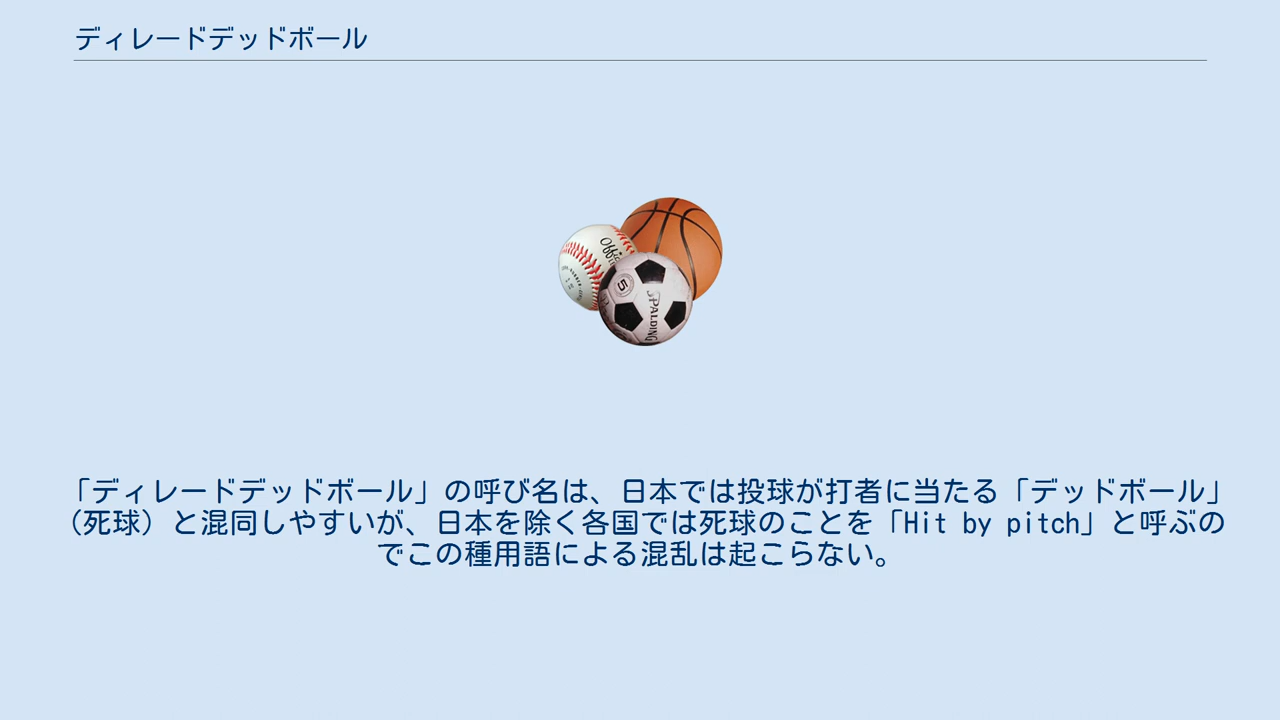 ディレードデッドボール
Offi
5
SPALDING
「ディレードデッドボール」の呼び名は、日本では投球が打者に当たる「デッドボール」
（死球）と混同しやすいが、日本を除く各国では死球のことを「Hit by pitch」と呼ぶの
でこの種用語による混乱は起こらない。